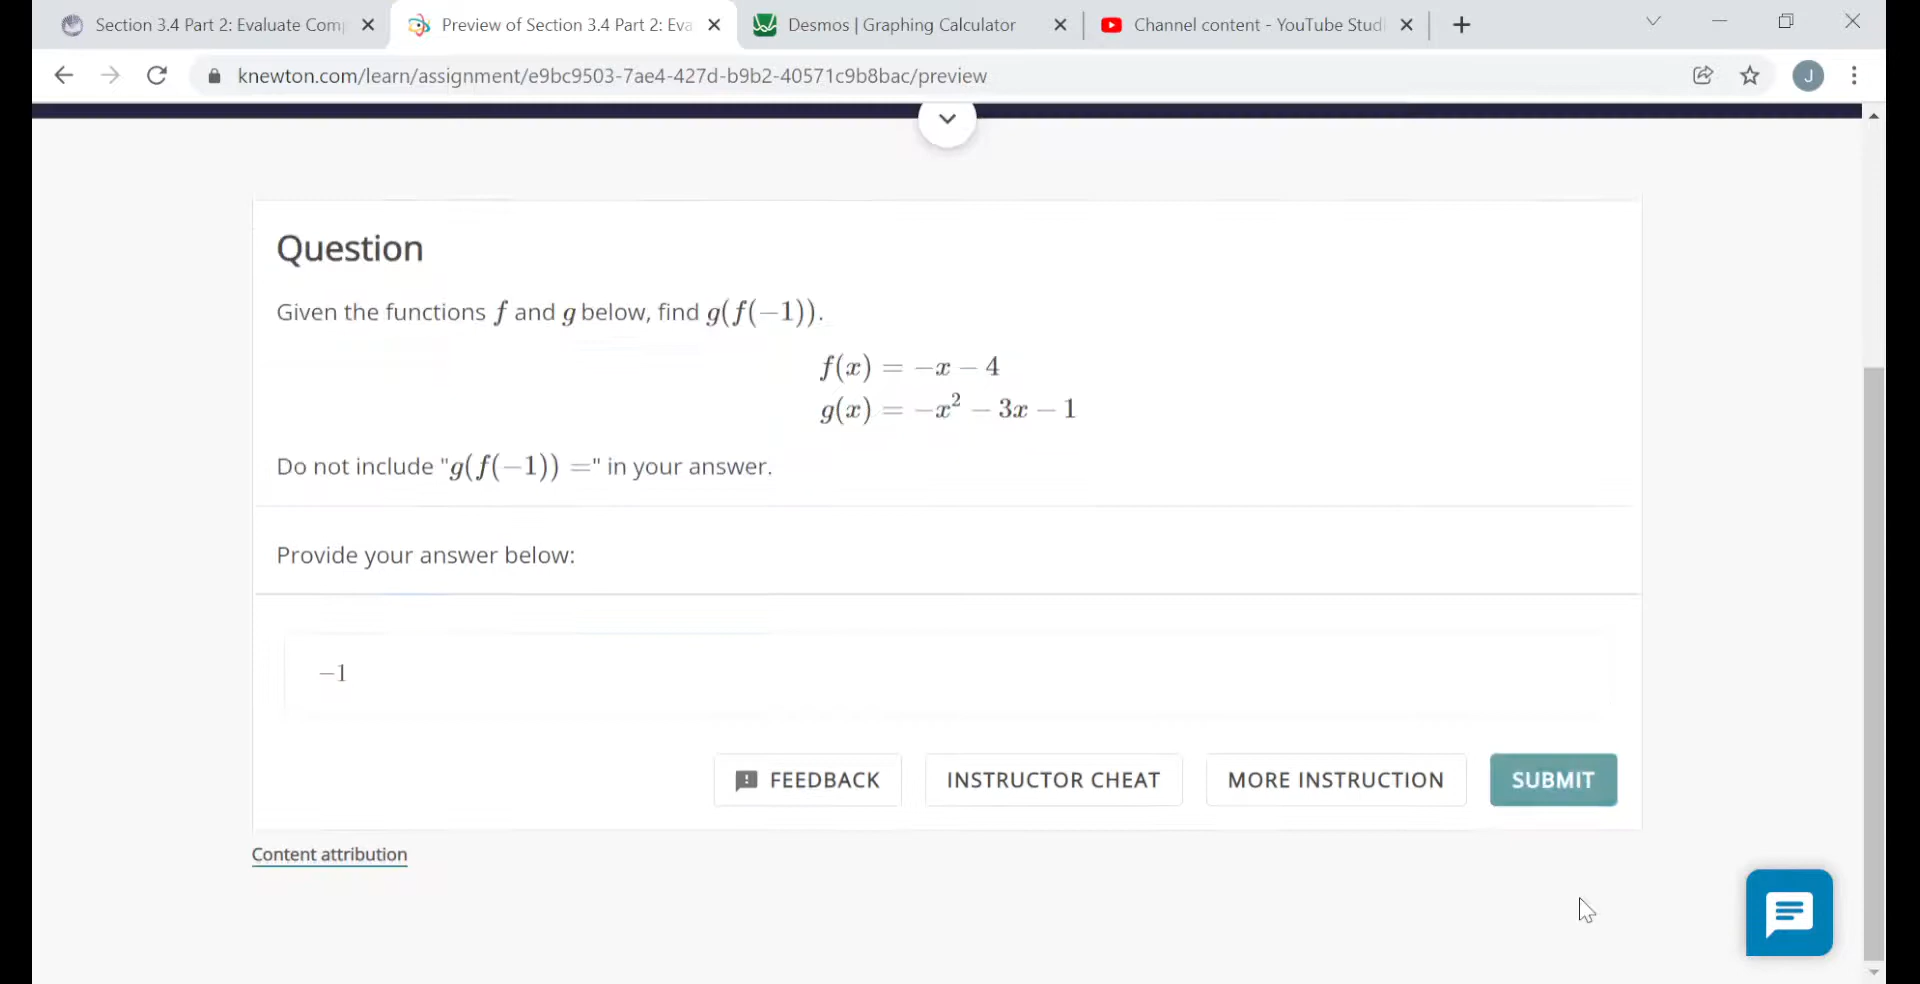 Section 3.4 Part 2: Evaluate Com
Preview of Section 3.4 Part 2: Eva
Desmos | Graphing Calculator
Channel content - YouTube Studi
knewton.com/learn/assignment/e9bc9503-7ae4-427d-b9b2-40571c9b8bac/preview
J
Question
Given the functions f and g below, find g(f(−1)).
f(x) = −x − 4
g(x) = −x² − 3x − 1
Do not include "g(f(−1)) =" in your answer.
Provide your answer below:
−1
FEEDBACK
INSTRUCTOR CHEAT
MORE INSTRUCTION
SUBMIT
Content attribution